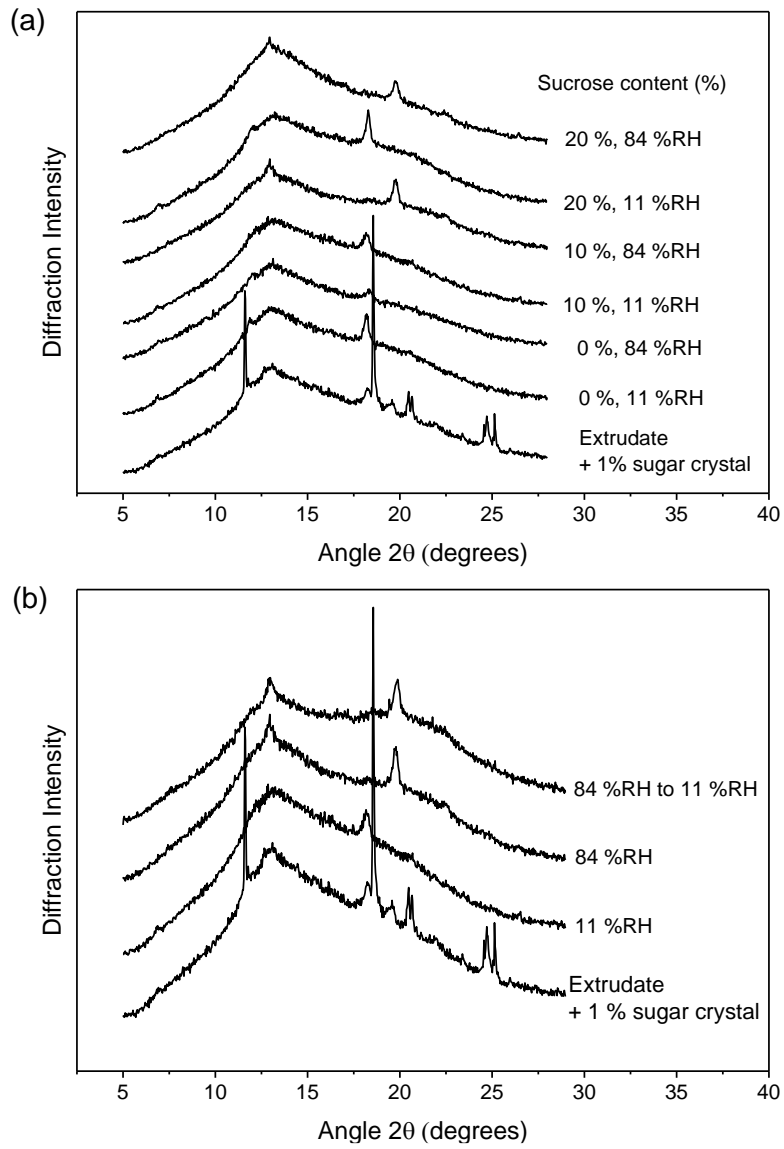 (a)
Diffraction Intensity
Sucrose content (%)
20 %, 84 %RH
20 %, 11 %RH
10 %, 84 %RH
10 %, 11 %RH
0 %, 84 %RH
0 %, 11 %RH
Extrudate
+ 1% sugar crystal
5 10 15 20 25 30 35 40
Angle 2θ (degrees)
(b)
Diffraction Intensity
84 %RH to 11 %RH
84 %RH
11 %RH
Extrudate
+ 1 % sugar crystal
5 10 15 20 25 30 35 40
Angle 2θ (degrees)